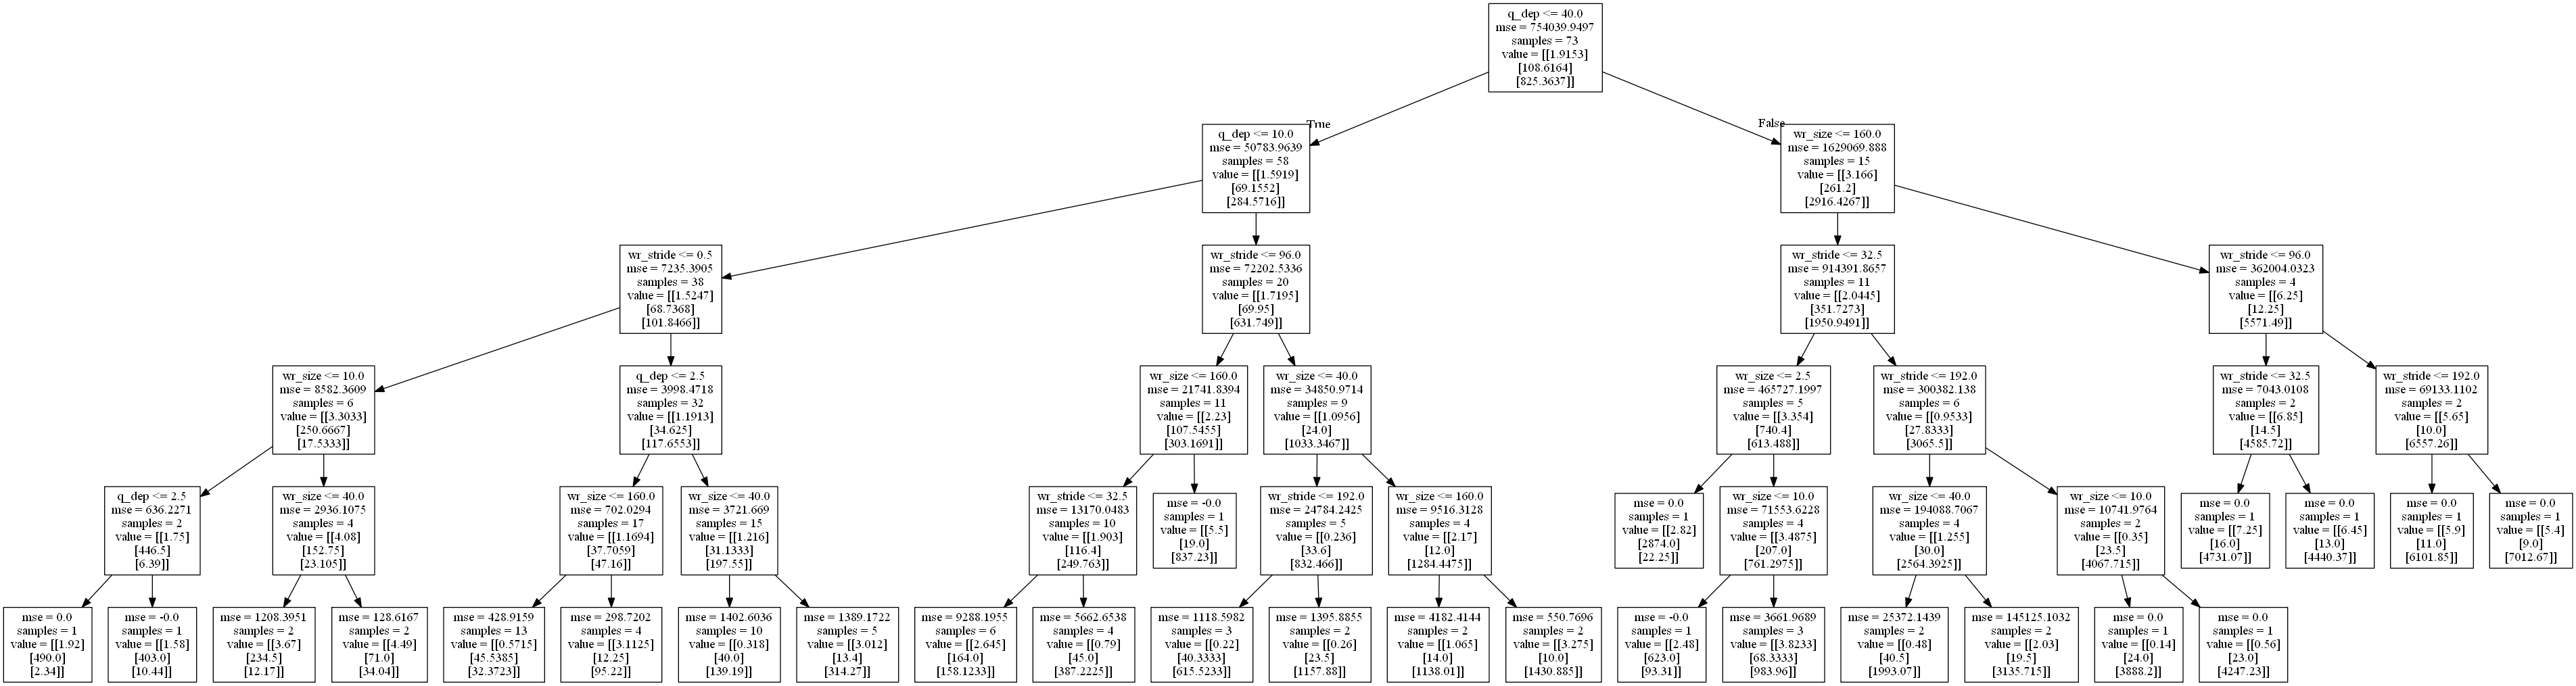 q_dep <= 40.0
mse = 754039.9497
samples = 73
value = [[1.9153]
[108.6164]
[825.3637]]
True
False
q_dep <= 10.0
mse = 50783.9639
samples = 58
value = [[1.5919]
[69.1552]
[284.5716]]
wr_size <= 160.0
mse = 1629069.888
samples = 15
value = [[3.166]
[261.2]
[2916.4267]]
wr_stride <= 0.5
mse = 7235.3905
samples = 38
value = [[1.5247]
[68.7368]
[101.8466]]
wr_stride <= 96.0
mse = 72202.5336
samples = 20
value = [[1.7195]
[69.95]
[631.749]]
wr_stride <= 32.5
mse = 914391.8657
samples = 11
value = [[2.0445]
[351.7273]
[1950.9491]]
wr_stride <= 96.0
mse = 362004.0323
samples = 4
value = [[6.25]
[12.25]
[5571.49]]
wr_size <= 10.0
mse = 8582.3609
samples = 6
value = [[3.3033]
[250.6667]
[17.5333]]
q_dep <= 2.5
mse = 3998.4718
samples = 32
value = [[1.1913]
[34.625]
[117.6553]]
wr_size <= 160.0
mse = 21741.8394
samples = 11
value = [[2.23]
[107.5455]
[303.1691]]
wr_size <= 40.0
mse = 34850.9714
samples = 9
value = [[1.0956]
[24.0]
[1033.3467]]
wr_size <= 2.5
mse = 465727.1997
samples = 5
value = [[3.354]
[740.4]
[613.488]]
wr_stride <= 192.0
mse = 300382.138
samples = 6
value = [[0.9533]
[27.8333]
[3065.5]]
wr_stride <= 32.5
mse = 7043.0108
samples = 2
value = [[6.85]
[14.5]
[4585.72]]
wr_stride <= 192.0
mse = 69133.1102
samples = 2
value = [[5.65]
[10.0]
[6557.26]]
q_dep <= 2.5
mse = 636.2271
samples = 2
value = [[1.75]
[446.5]
[6.39]]
wr_size <= 40.0
mse = 2936.1075
samples = 4
value = [[4.08]
[152.75]
[23.105]]
wr_size <= 160.0
mse = 702.0294
samples = 17
value = [[1.1694]
[37.7059]
[47.16]]
wr_size <= 40.0
mse = 3721.669
samples = 15
value = [[1.216]
[31.1333]
[197.55]]
wr_stride <= 32.5
mse = 13170.0483
samples = 10
value = [[1.903]
[116.4]
[249.763]]
mse = -0.0
samples = 1
value = [[5.5]
[19.0]
[837.23]]
wr_stride <= 192.0
mse = 24784.2425
samples = 5
value = [[0.236]
[33.6]
[832.466]]
wr_size <= 160.0
mse = 9516.3128
samples = 4
value = [[2.17]
[12.0]
[1284.4475]]
mse = 0.0
samples = 1
value = [[2.82]
[2874.0]
[22.25]]
wr_size <= 10.0
mse = 71553.6228
samples = 4
value = [[3.4875]
[207.0]
[761.2975]]
wr_size <= 40.0
mse = 194088.7067
samples = 4
value = [[1.255]
[30.0]
[2564.3925]]
wr_size <= 10.0
mse = 10741.9764
samples = 2
value = [[0.35]
[23.5]
[4067.715]]
mse = 0.0
samples = 1
value = [[7.25]
[16.0]
[4731.07]]
mse = 0.0
samples = 1
value = [[6.45]
[13.0]
[4440.37]]
mse = 0.0
samples = 1
value = [[5.9]
[11.0]
[6101.85]]
mse = 0.0
samples = 1
value = [[5.4]
[9.0]
[7012.67]]
mse = 0.0
samples = 1
value = [[1.92]
[490.0]
[2.34]]
mse = -0.0
samples = 1
value = [[1.58]
[403.0]
[10.44]]
mse = 1208.3951
samples = 2
value = [[3.67]
[234.5]
[12.17]]
mse = 128.6167
samples = 2
value = [[4.49]
[71.0]
[34.04]]
mse = 428.9159
samples = 13
value = [[0.5715]
[45.5385]
[32.3723]]
mse = 298.7202
samples = 4
value = [[3.1125]
[12.25]
[95.22]]
mse = 1402.6036
samples = 10
value = [[0.318]
[40.0]
[139.19]]
mse = 1389.1722
samples = 5
value = [[3.012]
[13.4]
[314.27]]
mse = 9288.1955
samples = 6
value = [[2.645]
[164.0]
[158.1233]]
mse = 5662.6538
samples = 4
value = [[0.79]
[45.0]
[387.2225]]
mse = 1118.5982
samples = 3
value = [[0.22]
[40.3333]
[615.5233]]
mse = 1395.8855
samples = 2
value = [[0.26]
[23.5]
[1157.88]]
mse = 4182.4144
samples = 2
value = [[1.065]
[14.0]
[1138.01]]
mse = 550.7696
samples = 2
value = [[3.275]
[10.0]
[1430.885]]
mse = -0.0
samples = 1
value = [[2.48]
[623.0]
[93.31]]
mse = 3661.9689
samples = 3
value = [[3.8233]
[68.3333]
[983.96]]
mse = 25372.1439
samples = 2
value = [[0.48]
[40.5]
[1993.07]]
mse = 145125.1032
samples = 2
value = [[2.03]
[19.5]
[3135.715]]
mse = 0.0
samples = 1
value = [[0.14]
[24.0]
[3888.2]]
mse = 0.0
samples = 1
value = [[0.56]
[23.0]
[4247.23]]